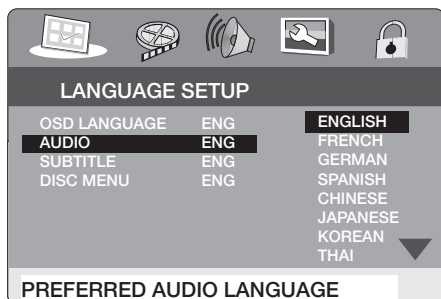 LANGUAGE SETUP
OSD LANGUAGE ENG
AUDIO ENG
SUBTITLE ENG
DISC MENU ENG
ENGLISH
FRENCH
GERMAN
SPANISH
CHINESE
JAPANESE
KOREAN
THAI
PREFERRED AUDIO LANGUAGE